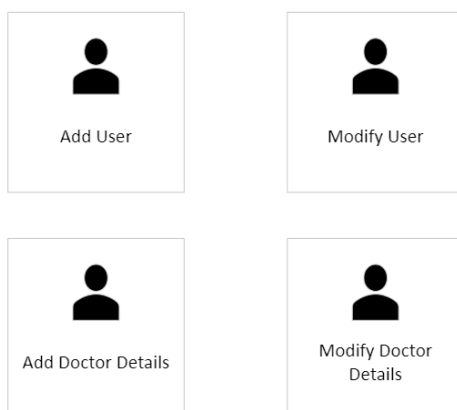 Add User
Modify User
Add Doctor Details
Modify Doctor
Details